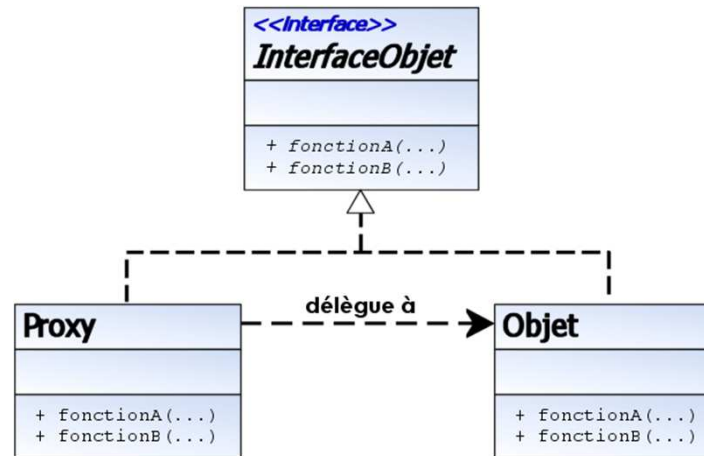 <<Interface>>
InterfaceObjet
+ fonctionA(...)
+ fonctionB(...)
délègue à
Proxy
+ fonctionA(...)
+ fonctionB(...)
Objet
+ fonctionA(...)
+ fonctionB(...)